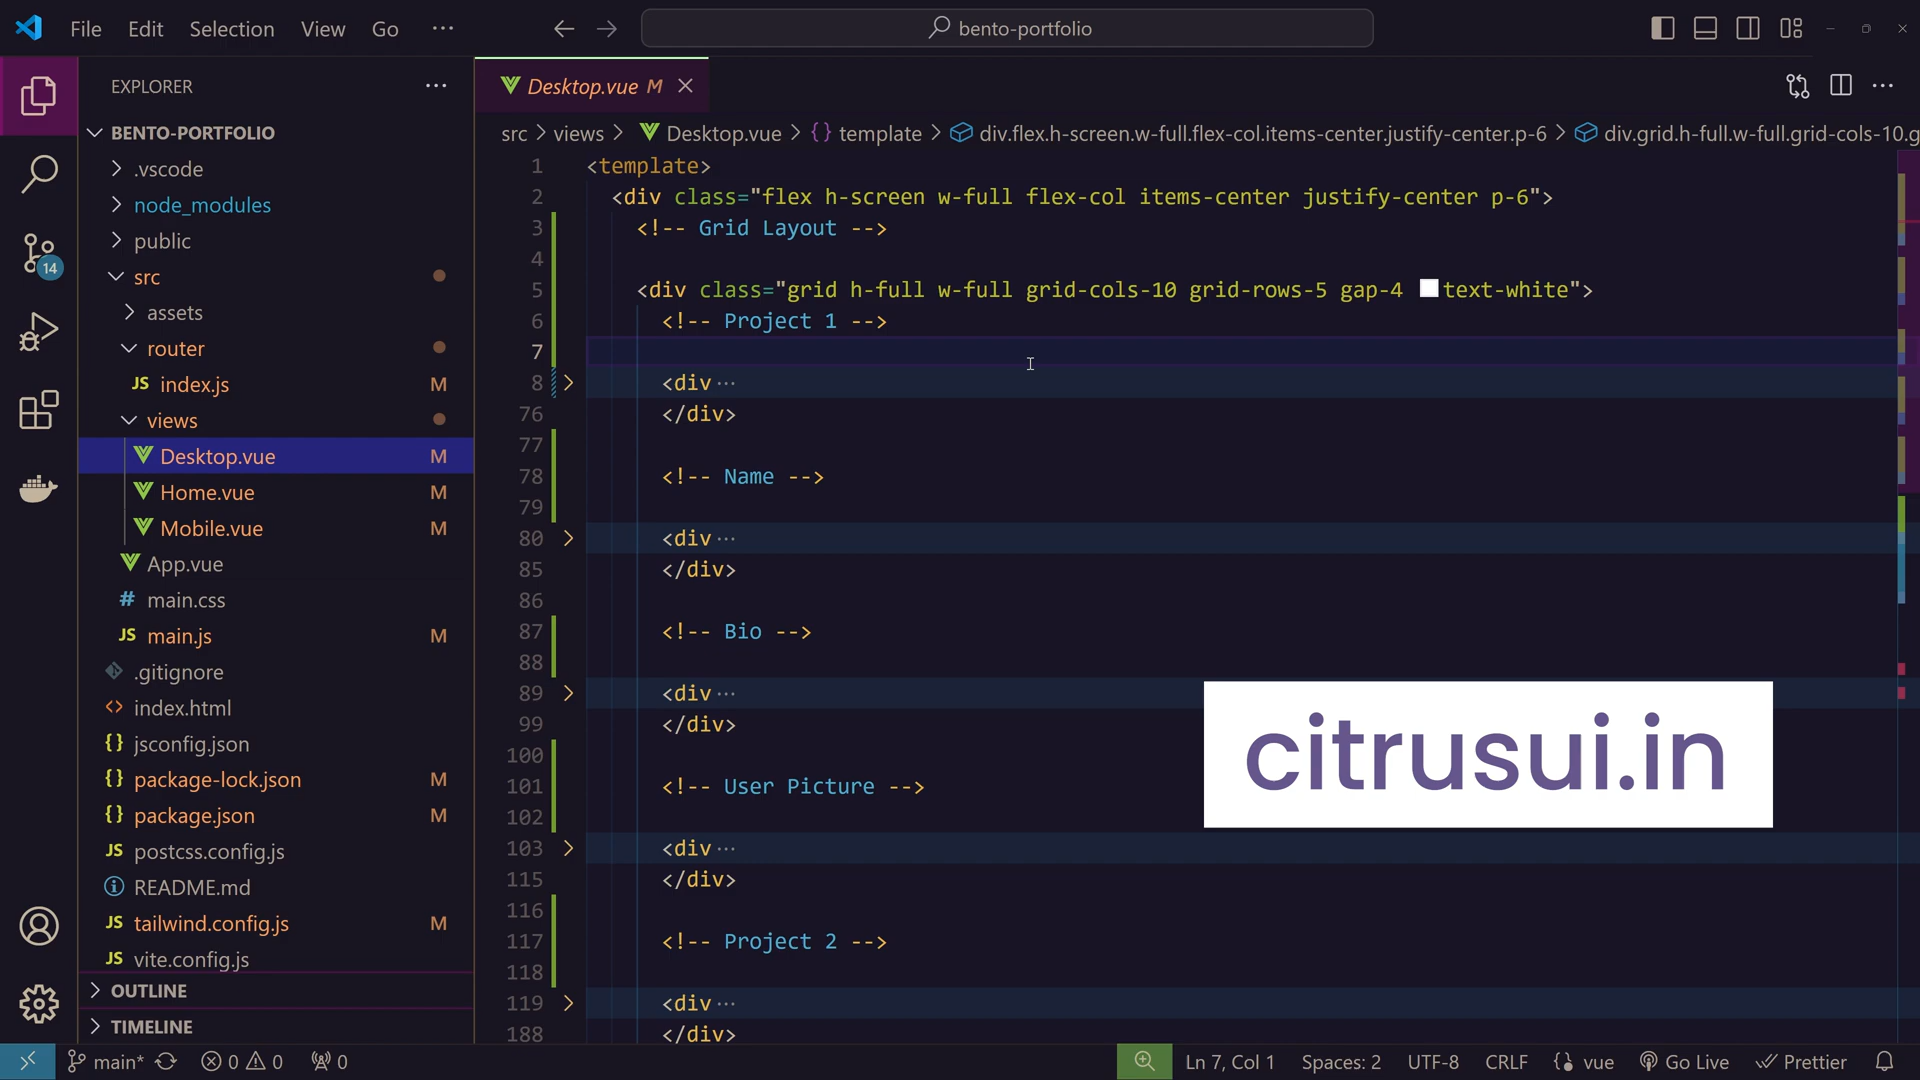 File Edit Selection View Go ···
bento-portfolio
EXPLORER ···
BENTO-PORTFOLIO
.vscode
node_modules
public
src
assets
router
JS index.js M
views
Desktop.vue M
Home.vue M
Mobile.vue M
App.vue
# main.css
JS main.js M
.gitignore
<> index.html
{} jsconfig.json
{} package-lock.json M
{} package.json M
JS postcss.config.js
README.md
JS tailwind.config.js M
JS vite.config.js
OUTLINE
TIMELINE
14
Desktop.vue M
src > views > Desktop.vue > {} template > div.flex.h-screen.w-full.flex-col.items-center.justify-center.p-6 > div.grid.h-full.w-full.grid-cols-10.g
1 <template>
2 <div class="flex h-screen w-full flex-col items-center justify-center p-6">
3 <!-- Grid Layout -->
4
5 <div class="grid h-full w-full grid-cols-10 grid-rows-5 gap-4 text-white">
6 <!-- Project 1 -->
7
8 <div ···
76 </div>
77
78 <!-- Name -->
79
80 <div ···
85 </div>
86
87 <!-- Bio -->
88
89 <div ···
99 </div>
100
101 <!-- User Picture -->
102
103 <div ···
115 </div>
116
117 <!-- Project 2 -->
118
119 <div ···
188 </div>
citrusui.in
main* 0 0 0 Ln 7, Col 1 Spaces: 2 UTF-8 CRLF vue Go Live Prettier